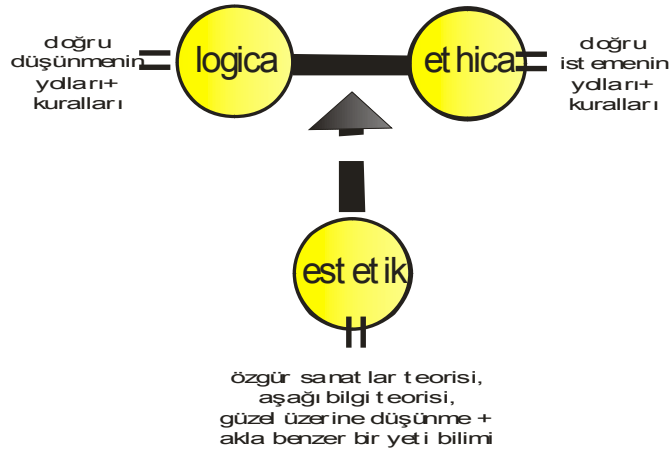 doğru
düşünmenin
yolları+
kuralları
logica
ethica
doğru
istemenin
yolları+
kuralları
estetik
özgür sanatlar teorisi,
aşağı bilgi teorisi,
güzel üzerine düşünme +
akla benzer bir yeti bilimi